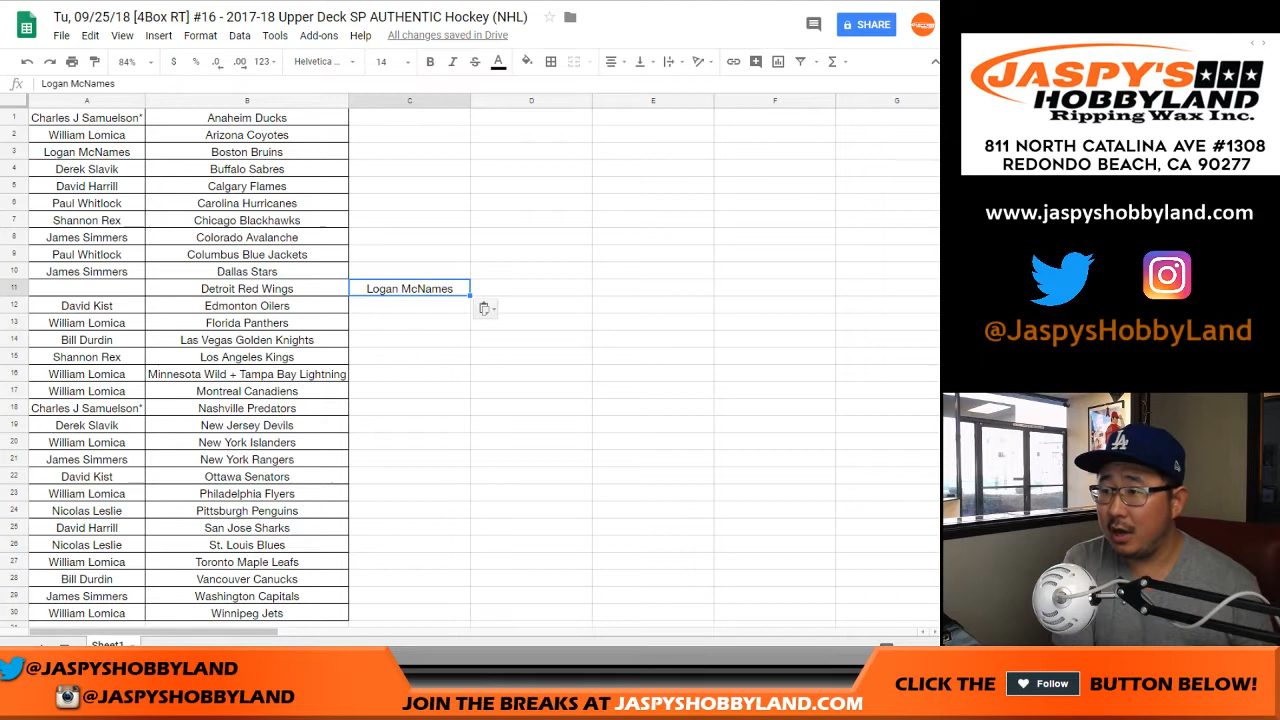 Tu, 09/25/18 [4Box RT] #16 - 2017-18 Upper Deck SP AUTHENTIC Hockey (NHL)
File Edit View Insert Format Data Tools Add-ons Help All changes saved in Drive
SHARE
84% $ % .0 .00 123 Helvetica ... 14 B I S A
fx Logan McNames
A B C D E F G
1 Charles J Samuelson* Anaheim Ducks
2 William Lomica Arizona Coyotes
3 Logan McNames Boston Bruins
4 Derek Slavik Buffalo Sabres
5 David Harrill Calgary Flames
6 Paul Whitlock Carolina Hurricanes
7 Shannon Rex Chicago Blackhawks
8 James Simmers Colorado Avalanche
9 Paul Whitlock Columbus Blue Jackets
10 James Simmers Dallas Stars
11 Detroit Red Wings Logan McNames
12 David Kist Edmonton Oilers
13 William Lomica Florida Panthers
14 Bill Durdin Las Vegas Golden Knights
15 Shannon Rex Los Angeles Kings
16 William Lomica Minnesota Wild + Tampa Bay Lightning
17 William Lomica Montreal Canadiens
18 Charles J Samuelson* Nashville Predators
19 Derek Slavik New Jersey Devils
20 William Lomica New York Islanders
21 James Simmers New York Rangers
22 David Kist Ottawa Senators
23 William Lomica Philadelphia Flyers
24 Nicolas Leslie Pittsburgh Penguins
25 David Harrill San Jose Sharks
26 Nicolas Leslie St. Louis Blues
27 William Lomica Toronto Maple Leafs
28 Bill Durdin Vancouver Canucks
29 James Simmers Washington Capitals
30 William Lomica Winnipeg Jets
Sheet1
JASPY'S
HOBBYLAND
Ripping Wax Inc.
811 NORTH CATALINA AVE #1308
REDONDO BEACH, CA 90277
www.jaspyshobbyland.com
@JaspysHobbyLand
LA
@JASPYSHOBBYLAND
@JASPYSHOBBYLAND
JOIN THE BREAKS AT JASPYSHOBBYLAND.COM
CLICK THE Follow BUTTON BELOW!